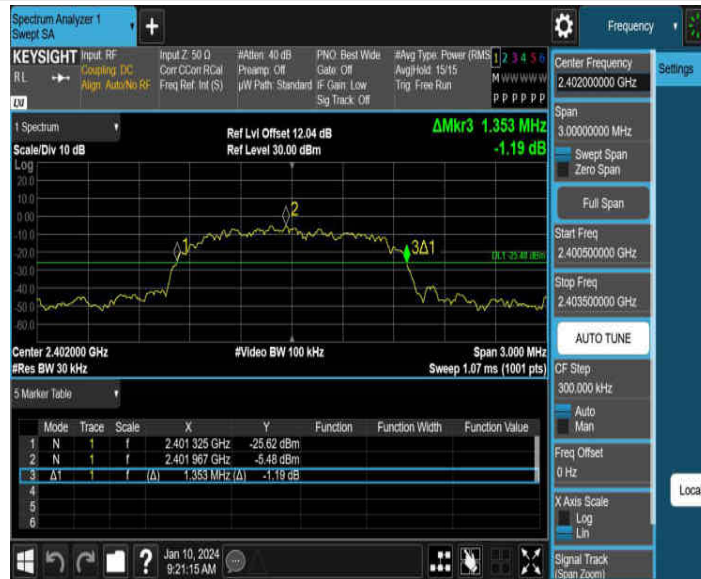 Spectrum Analyzer 1
Swept SA
+
Frequency
KEYSIGHT
RL
LXI
Input: RF
Coupling: DC
Align: Auto/No RF
Input Z: 50 Ω
Corr CCorr RCal
Freq Ref: Int (S)
#Atten: 40 dB
Preamp: Off
µW Path: Standard
PNO: Best Wide
Gate: Off
IF Gain: Low
Sig Track: Off
#Avg Type: Power (RMS
Avg|Hold: 15/15
Trig: Free Run
1 2 3 4 5 6
M W W W W W
P P P P P P
1 Spectrum
Scale/Div 10 dB
Ref Lvl Offset 12.04 dB
Ref Level 30.00 dBm
ΔMkr3 1.353 MHz
-1.19 dB
Log
20.0
10.0
0.00
-10.0
-20.0
-30.0
-40.0
-50.0
-60.0
1
2
3Δ1
DL1 -25.48 dBm
Center 2.402000 GHz
#Res BW 30 kHz
#Video BW 100 kHz
Span 3.000 MHz
Sweep 1.07 ms (1001 pts)
5 Marker Table
Mode Trace Scale X Y Function Function Width Function Value
1 N 1 f 2.401 325 GHz -25.62 dBm
2 N 1 f 2.401 967 GHz -5.48 dBm
3 Δ1 1 f (Δ) 1.353 MHz (Δ) -1.19 dB
4
5
6
?
Jan 10, 2024
9:21:15 AM
Center Frequency
2.402000000 GHz
Span
3.00000000 MHz
Swept Span
Zero Span
Full Span
Start Freq
2.400500000 GHz
Stop Freq
2.403500000 GHz
AUTO TUNE
CF Step
300.000 kHz
Auto
Man
Freq Offset
0 Hz
X Axis Scale
Log
Lin
Signal Track
(Span Zoom)
Settings
Local